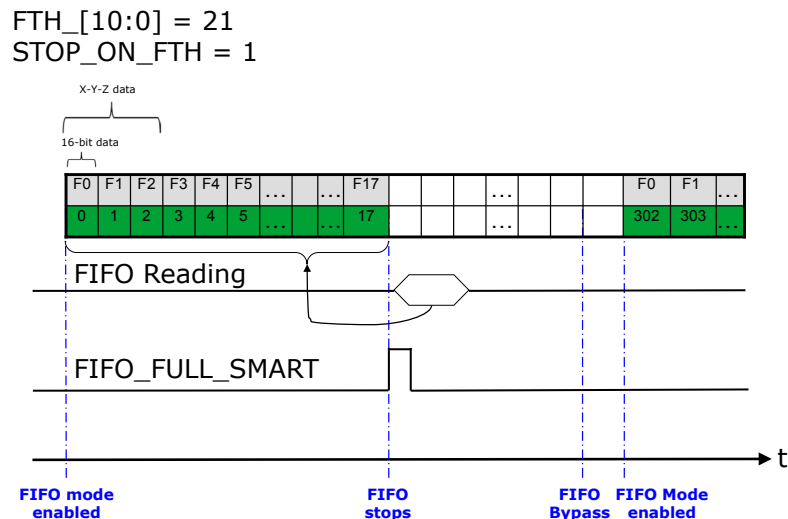 FTH_[10:0] = 21
STOP_ON_FTH = 1
X-Y-Z data
16-bit data
F0 F1 F2 F3 F4 F5 ... ... F17 ... F0 F1 ...
0 1 2 3 4 5 ... ... 17 ... 302 303 ...
FIFO Reading
FIFO_FULL_SMART
t
FIFO mode enabled
FIFO stops
FIFO Bypass
FIFO Mode enabled